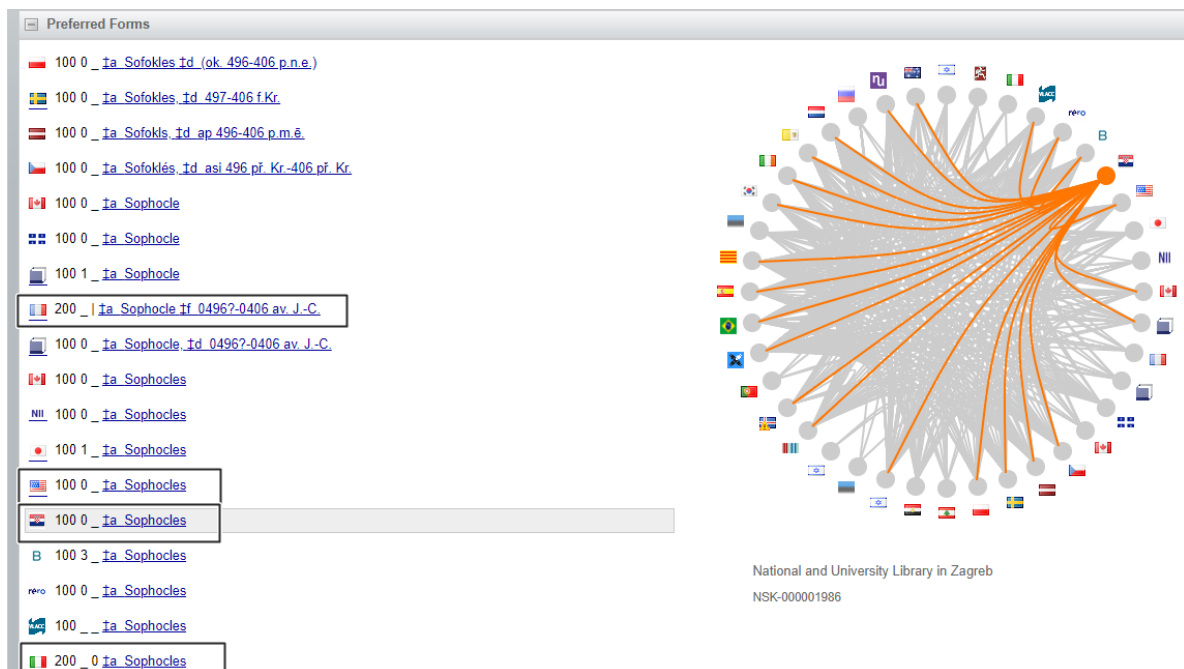 Preferred Forms
100 0 _ ‡a Sofokles ‡d (ok. 496-406 p.n.e.)
100 0 _ ‡a Sofokles, ‡d 497-406 f.Kr.
100 0 _ ‡a Sofokls, ‡d ap 496-406 p.m.ē.
100 0 _ ‡a Sofoklés, ‡d asi 496 př. Kr.-406 př. Kr.
100 0 _ ‡a Sophocle
100 0 _ ‡a Sophocle
100 1 _ ‡a Sophocle
200 _ | ‡a Sophocle ‡f 0496?-0406 av. J.-C.
100 0 _ ‡a Sophocle, ‡d 0496?-0406 av. J.-C.
100 0 _ ‡a Sophocles
NII 100 0 _ ‡a Sophocles
100 1 _ ‡a Sophocles
100 0 _ ‡a Sophocles
100 0 _ ‡a Sophocles
B 100 3 _ ‡a Sophocles
rero 100 0 _ ‡a Sophocles
VLACC 100 _ _ ‡a Sophocles
200 _ 0 ‡a Sophocles
VLACC
rero
B
NII
National and University Library in Zagreb
NSK-000001986